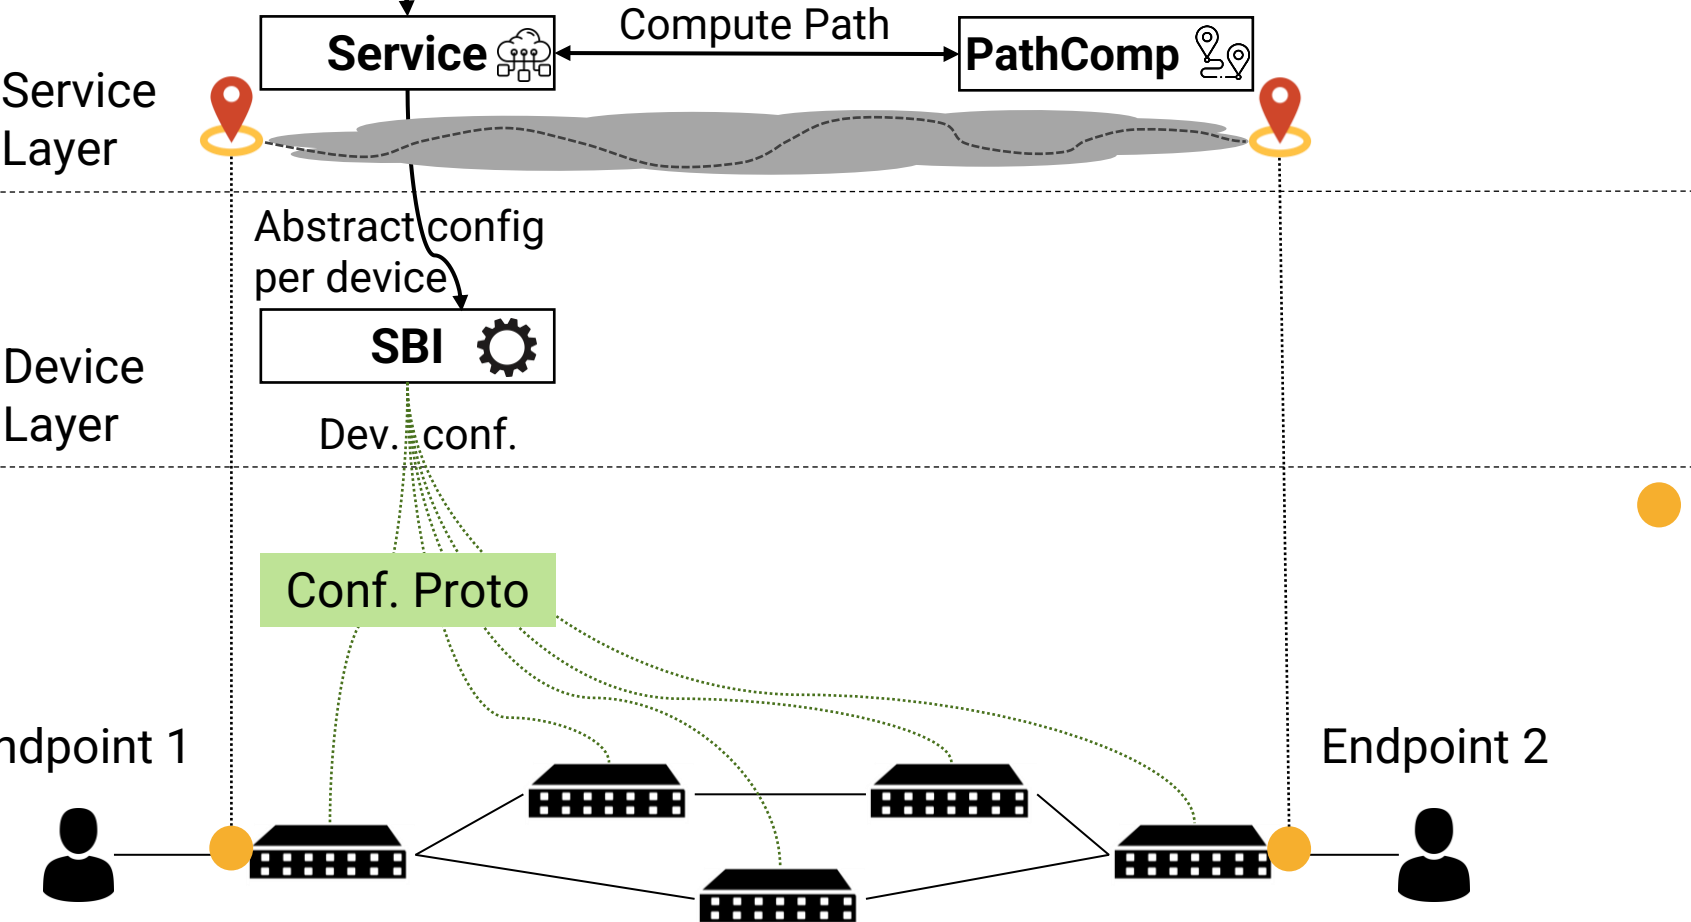 Compute Path
Service
PathComp
Service
Layer
Abstract config
per device
SBI
Device
Layer
Dev. conf.
Conf. Proto
ndpoint 1
Endpoint 2